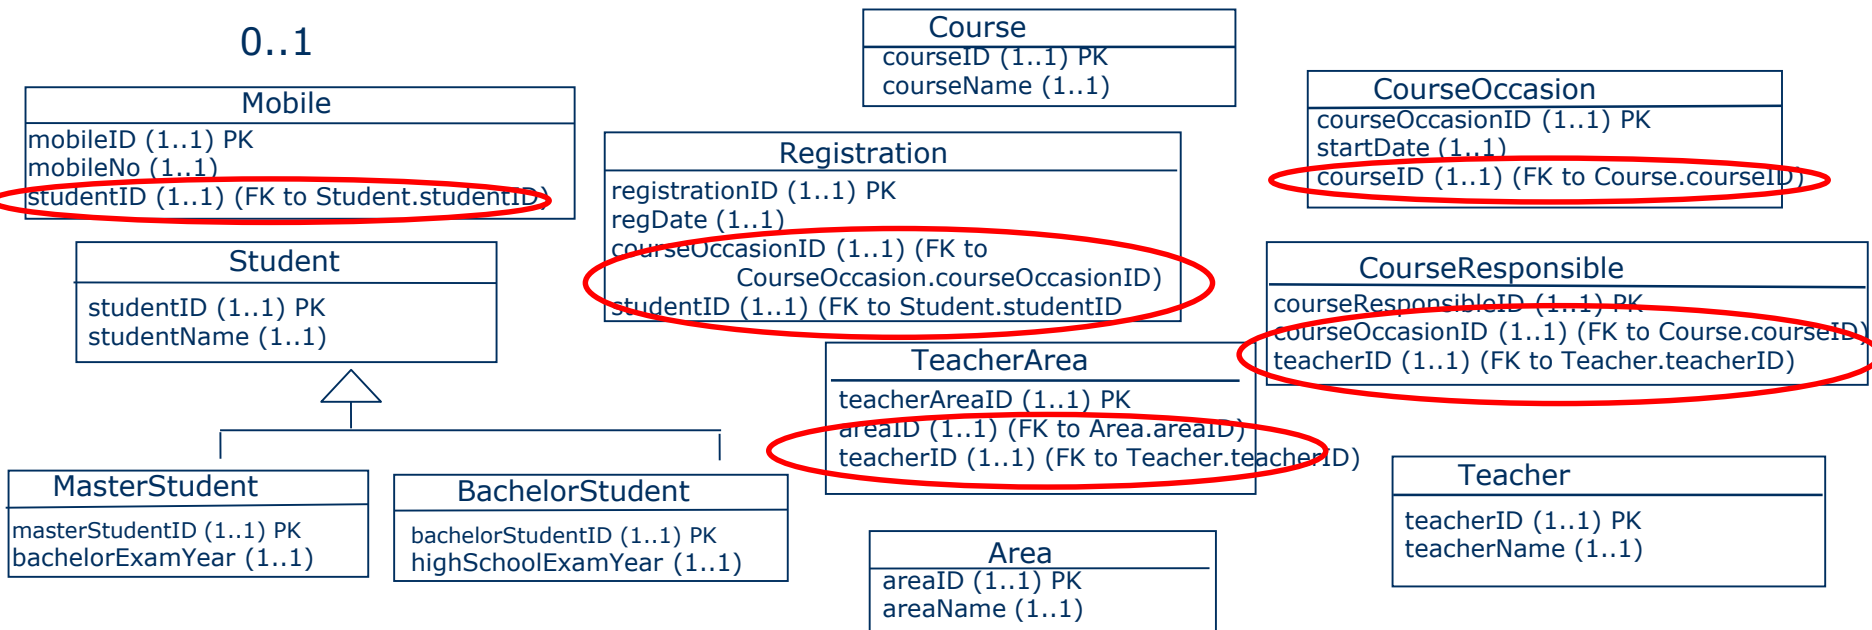 0..1
Mobile
mobileID (1..1) PK
mobileNo (1..1)
studentID (1..1) (FK to Student.studentID)
Student
studentID (1..1) PK
studentName (1..1)
MasterStudent
masterStudentID (1..1) PK
bachelorExamYear (1..1)
BachelorStudent
bachelorStudentID (1..1) PK
highSchoolExamYear (1..1)
Course
courseID (1..1) PK
courseName (1..1)
Registration
registrationID (1..1) PK
regDate (1..1)
courseOccasionID (1..1) (FK to
CourseOccasion.courseOccasionID)
studentID (1..1) (FK to Student.studentID
TeacherArea
teacherAreaID (1..1) PK
areaID (1..1) (FK to Area.areaID)
teacherID (1..1) (FK to Teacher.teacherID)
Area
areaID (1..1) PK
areaName (1..1)
CourseOccasion
courseOccasionID (1..1) PK
startDate (1..1)
courseID (1..1) (FK to Course.courseID)
CourseResponsible
courseResponsibleID (1..1) PK
courseOccasionID (1..1) (FK to Course.courseID)
teacherID (1..1) (FK to Teacher.teacherID)
Teacher
teacherID (1..1) PK
teacherName (1..1)